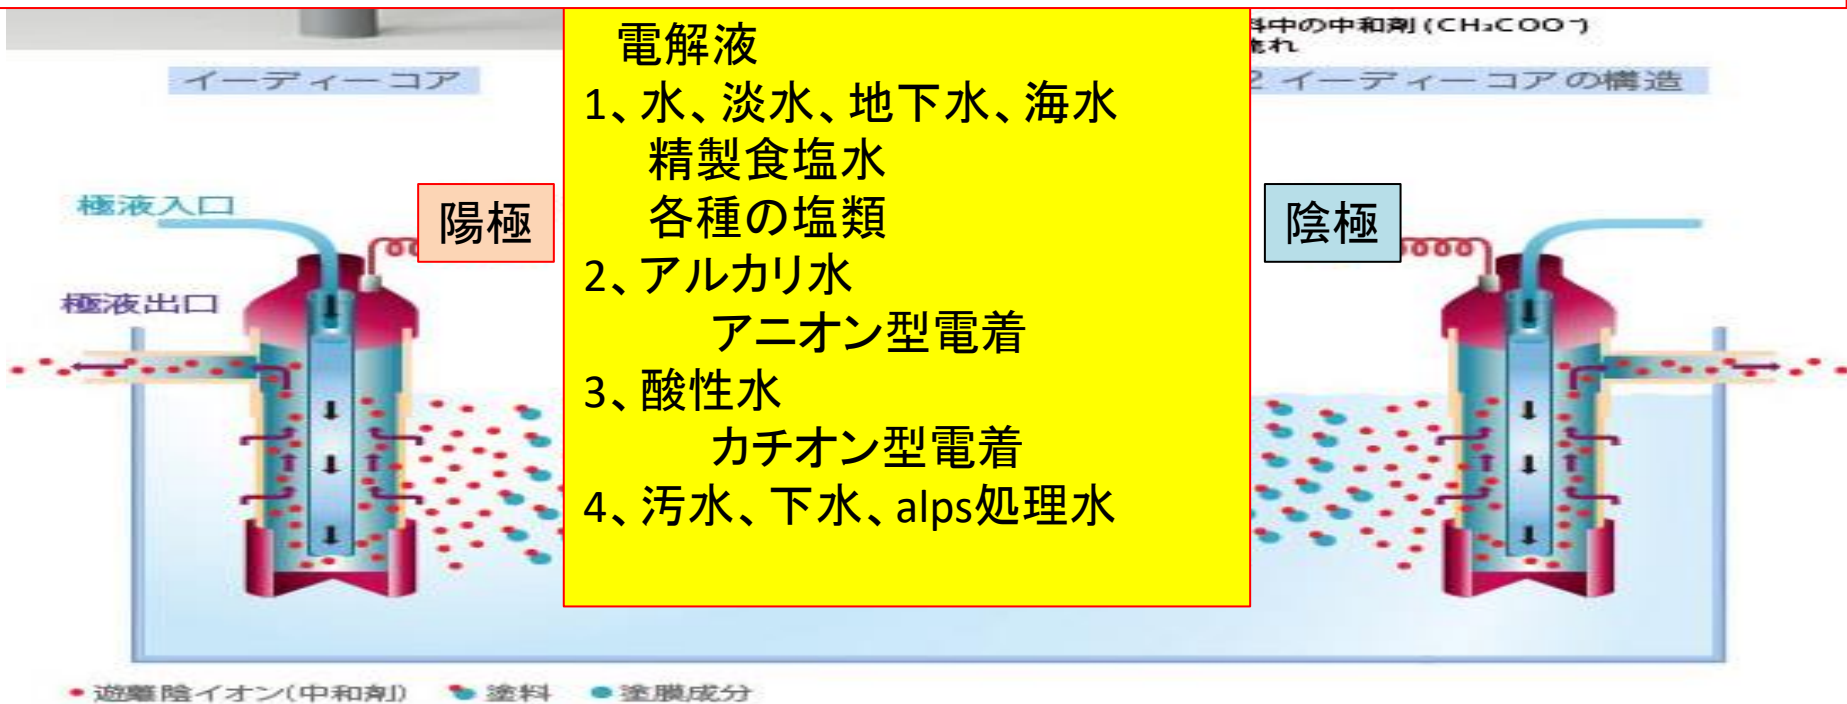 電解液
1、水、淡水、地下水、海水
精製食塩水
各種の塩類
2、アルカリ水
アニオン型電着
3、酸性水
カチオン型電着
4、汚水、下水、alps処理水
中の中和剤 (CH₃COO⁻)
流れ
イーディーコア
2 イーディーコアの構造
極液入口
陽極
陰極
極液出口
遊離陰イオン(中和剤) 塗料 塗膜成分